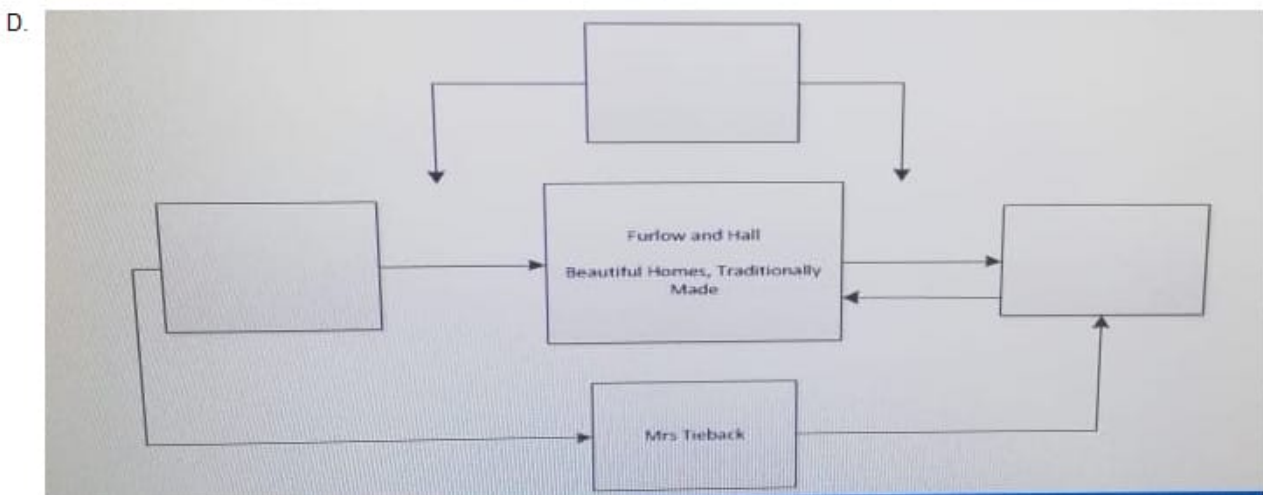 D.
Furlow and Hall
Beautiful Homes, Traditionally
Made
Mrs Tieback